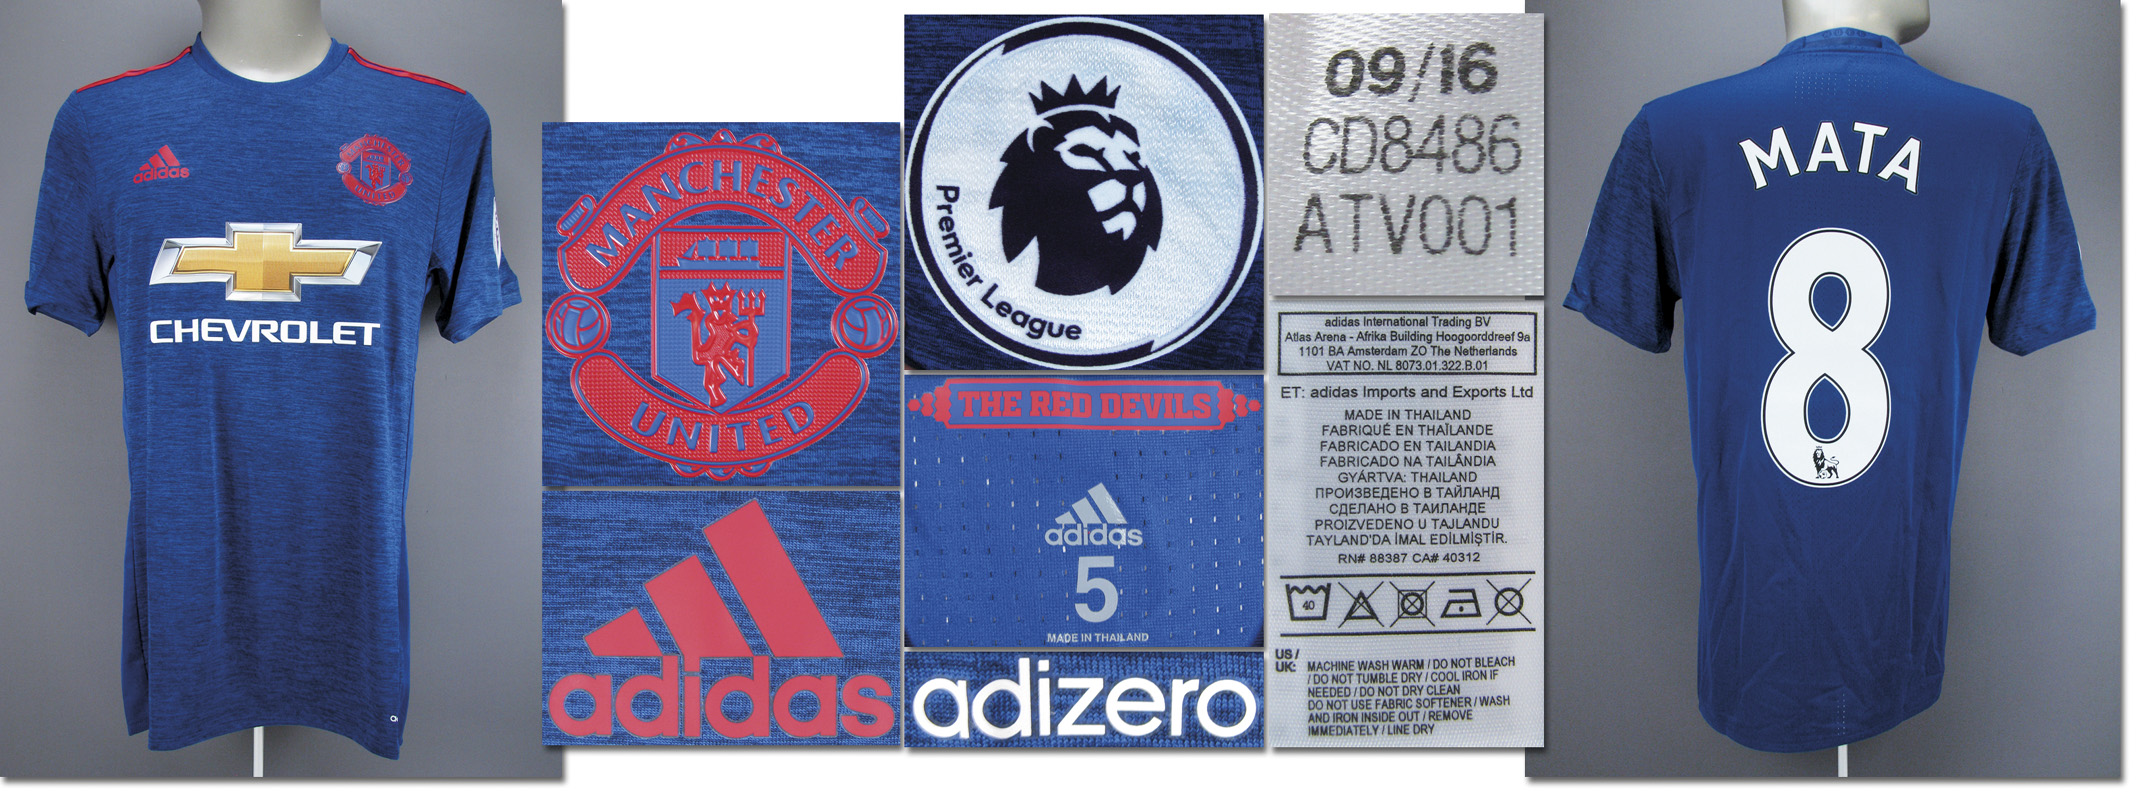 adidas
CHEVROLET
MANCHESTER
UNITED
adidas
Premier League
THE RED DEVILS
adidas
5
MADE IN THAILAND
adizero
09/16
CD8486
ATV001
adidas International Trading BV
Atlas Arena - Afrika Building Hoogoorddreef 9a
1101 BA Amsterdam ZO The Netherlands
VAT NO. NL 8073.01.322.B.01
ET: adidas Imports and Exports Ltd
MADE IN THAILAND
FABRIQUÉ EN THAÏLANDE
FABRICADO EN TAILANDIA
FABRICADO NA TAILÂNDIA
GYÁRTVA: THAILAND
ПРОИЗВЕДЕНО В ТАЙЛАНД
СДЕЛАНО В ТАИЛАНДЕ
PROIZVEDENO U TAJLANDU
TAYLAND'DA İMAL EDİLMİŞTİR.
RN# 88387 CA# 40312
40
US /
UK:
MACHINE WASH WARM / DO NOT BLEACH
/ DO NOT TUMBLE DRY / COOL IRON IF
NEEDED / DO NOT DRY CLEAN
DO NOT USE FABRIC SOFTENER / WASH
AND IRON INSIDE OUT / REMOVE
IMMEDIATELY / LINE DRY
MATA
8